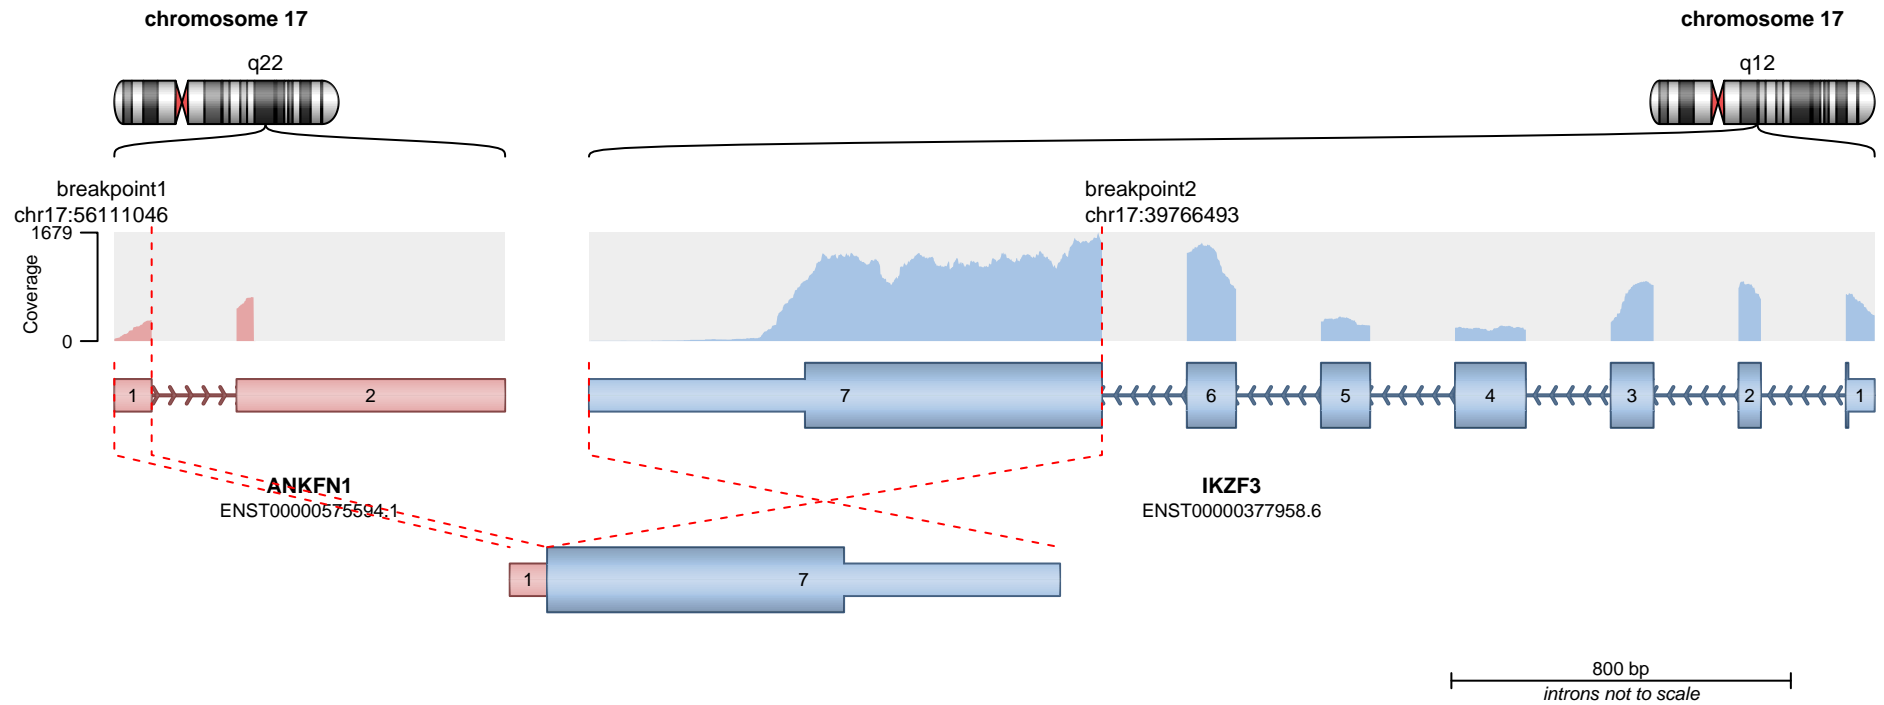 chromosome 17
chromosome 17
q22
q12
breakpoint1
chr17:56111046
breakpoint2
chr17:39766493
1679
Coverage
0
1
2
7
6
5
4
3
2
1
ANKFN1
ENST00000575594.1
IKZF3
ENST00000377958.6
1
7
800 bp
introns not to scale